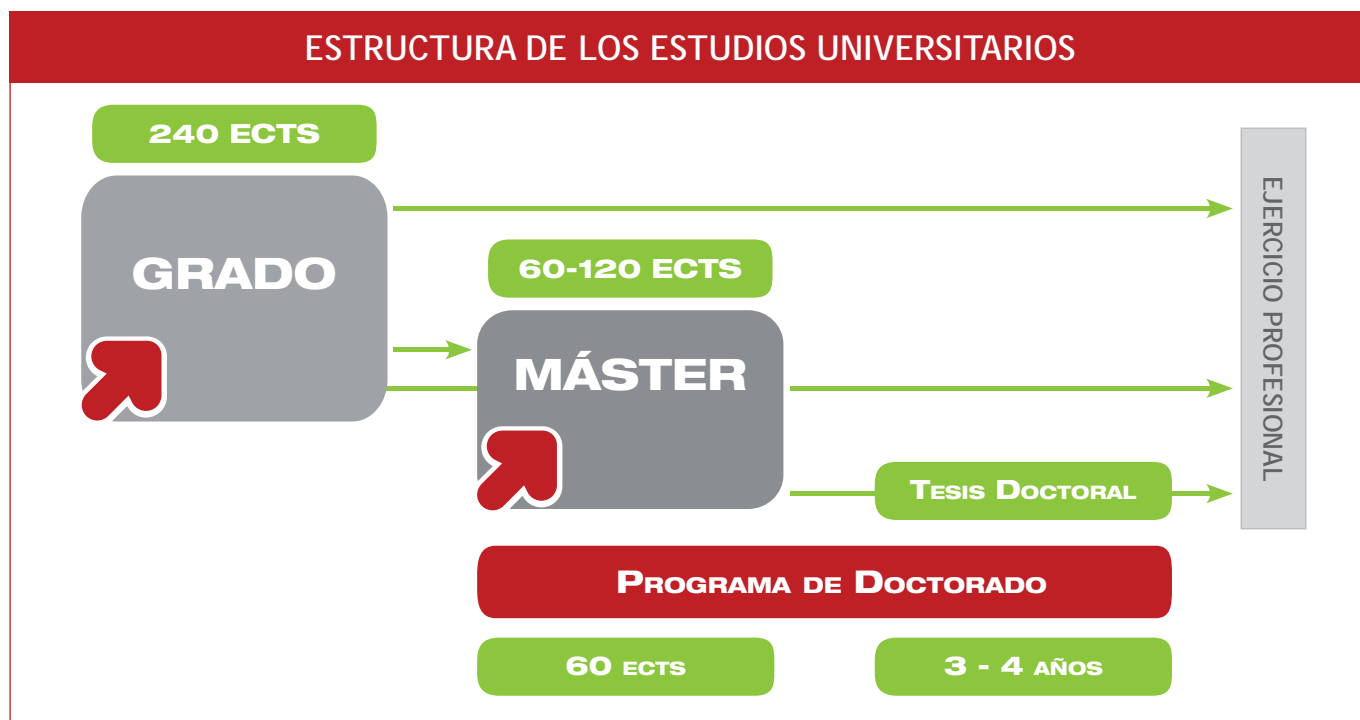 ESTRUCTURA DE LOS ESTUDIOS UNIVERSITARIOS
240 ECTS
GRADO
60-120 ECTS
MÁSTER
TESIS DOCTORAL
EJERCICIO PROFESIONAL
PROGRAMA DE DOCTORADO
60 ECTS
3 - 4 AÑOS